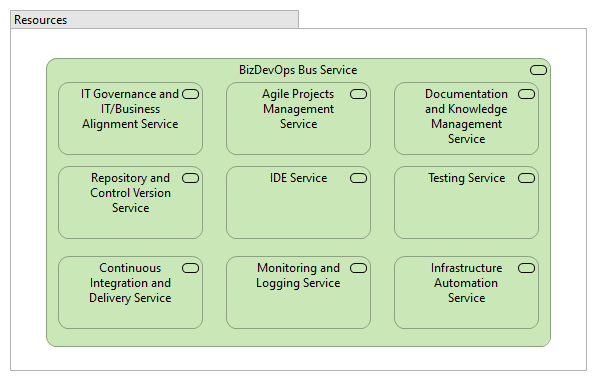 Resources
BizDevOps Bus Service
IT Governance and
IT/Business
Alignment Service
Agile Projects
Management
Service
Documentation
and Knowledge
Management
Service
Repository and
Control Version
Service
IDE Service
Testing Service
Continuous
Integration and
Delivery Service
Monitoring and
Logging Service
Infrastructure
Automation
Service